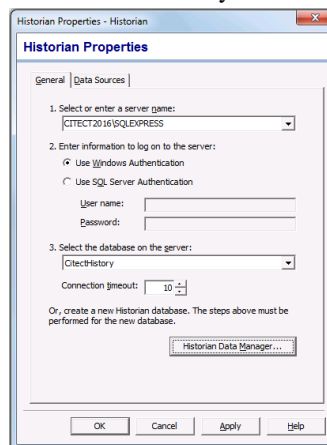 Historian Properties - Historian
Historian Properties
General
Data Sources
1. Select or enter a server name:
CITECT2016\SQLEXPRESS
2. Enter information to log on to the server:
Use Windows Authentication
Use SQL Server Authentication
User name:
Password:
3. Select the database on the server:
CitectHistory
Connection timeout: 10
Or, create a new Historian database. The steps above must be
performed for the new database.
Historian Data Manager...
OK Cancel Apply Help